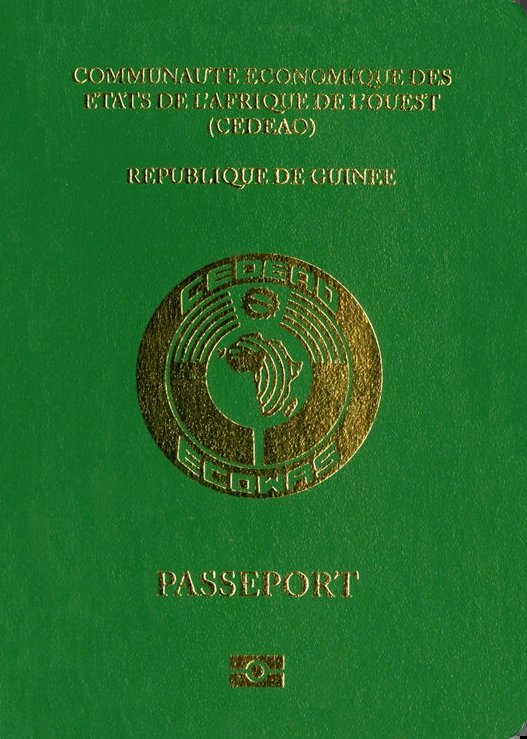 COMMUNAUTE ECONOMIQUE DES
ETATS DE L'AFRIQUE DE L'OUEST
(CEDEAO)
REPUBLIQUE DE GUINEE
CEDEAO
ECOWAS
PASSEPORT